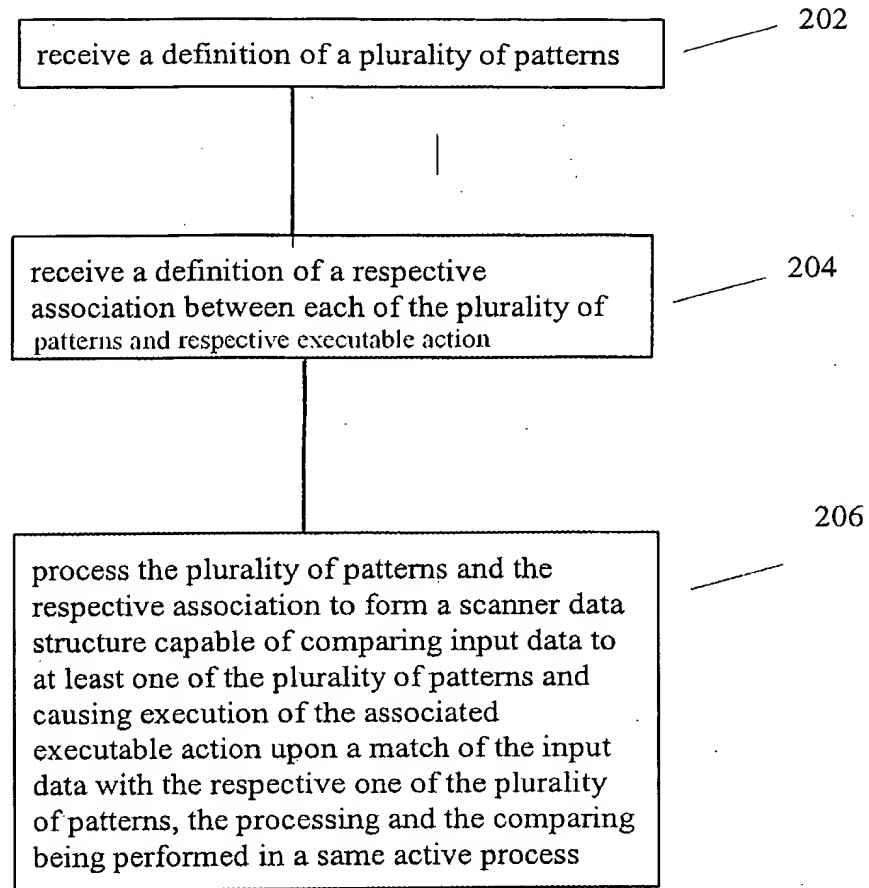 202
receive a definition of a plurality of patterns
204
receive a definition of a respective
association between each of the plurality of
patterns and respective executable action
206
process the plurality of patterns and the
respective association to form a scanner data
structure capable of comparing input data to
at least one of the plurality of patterns and
causing execution of the associated
executable action upon a match of the input
data with the respective one of the plurality
of patterns, the processing and the comparing
being performed in a same active process